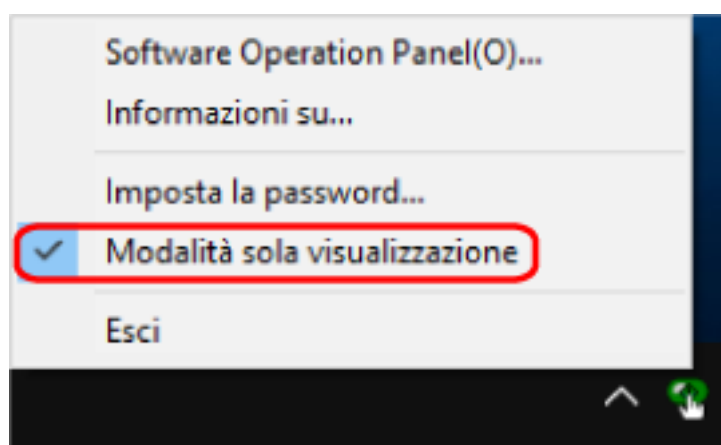 Software Operation Panel(O)...
Informazioni su...
Imposta la password...
Modalità sola visualizzazione
Esci